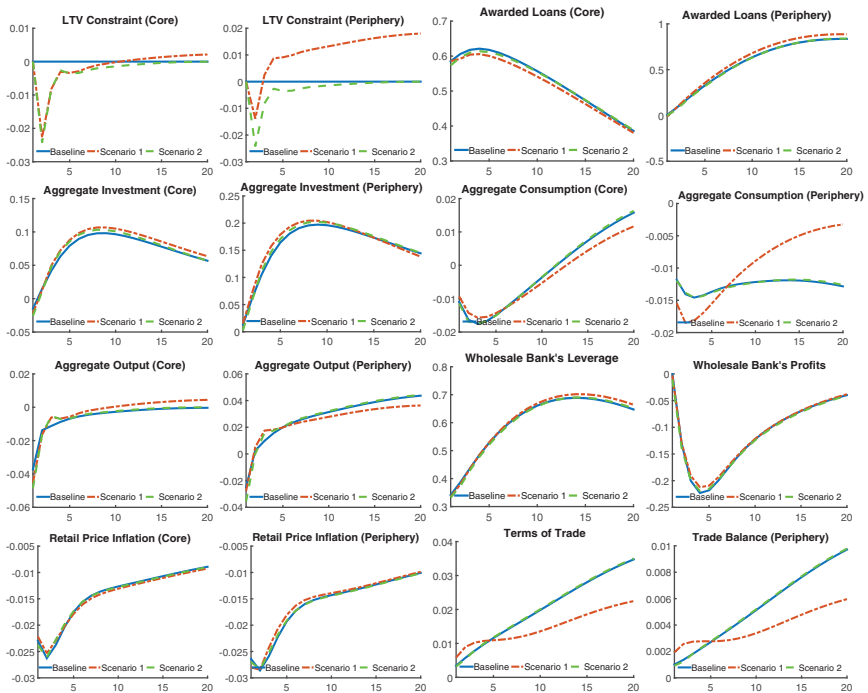 LTV Constraint (Core)
0.01
0
-0.01
-0.02
-0.03
Baseline Scenario 1 Scenario 2
5 10 15 20
LTV Constraint (Periphery)
0.02
0.01
0
-0.01
-0.02
-0.03
Baseline Scenario 1 Scenario 2
5 10 15 20
Awarded Loans (Core)
0.7
0.6
0.5
0.4
0.3
Baseline Scenario 1 Scenario 2
5 10 15 20
Awarded Loans (Periphery)
1
0.5
0
-0.5
Baseline Scenario 1 Scenario 2
5 10 15 20
Aggregate Investment (Core)
0.15
0.1
0.05
0
-0.05
Baseline Scenario 1 Scenario 2
5 10 15 20
Aggregate Investment (Periphery)
0.25
0.2
0.15
0.1
0.05
0
Baseline Scenario 1 Scenario 2
5 10 15 20
Aggregate Consumption (Core)
0.02
0.01
0
-0.01
-0.02
Baseline Scenario 1 Scenario 2
5 10 15 20
Aggregate Consumption (Periphery)
0
-0.005
-0.01
-0.015
-0.02
Baseline Scenario 1 Scenario 2
5 10 15 20
Aggregate Output (Core)
0.02
0
-0.02
-0.04
-0.06
Baseline Scenario 1 Scenario 2
5 10 15 20
Aggregate Output (Periphery)
0.06
0.04
0.02
0
-0.02
-0.04
Baseline Scenario 1 Scenario 2
5 10 15 20
Wholesale Bank's Leverage
0.8
0.7
0.6
0.5
0.4
0.3
Baseline Scenario 1 Scenario 2
5 10 15 20
Wholesale Bank's Profits
0
-0.05
-0.1
-0.15
-0.2
-0.25
Baseline Scenario 1 Scenario 2
5 10 15 20
Retail Price Inflation (Core)
-0.005
-0.01
-0.015
-0.02
-0.025
-0.03
Baseline Scenario 1 Scenario 2
5 10 15 20
Retail Price Inflation (Periphery)
-0.005
-0.01
-0.015
-0.02
-0.025
-0.03
Baseline Scenario 1 Scenario 2
5 10 15 20
Terms of Trade
0.04
0.03
0.02
0.01
0
Baseline Scenario 1 Scenario 2
5 10 15 20
Trade Balance (Periphery)
0.01
0.008
0.006
0.004
0.002
0
Baseline Scenario 1 Scenario 2
5 10 15 20